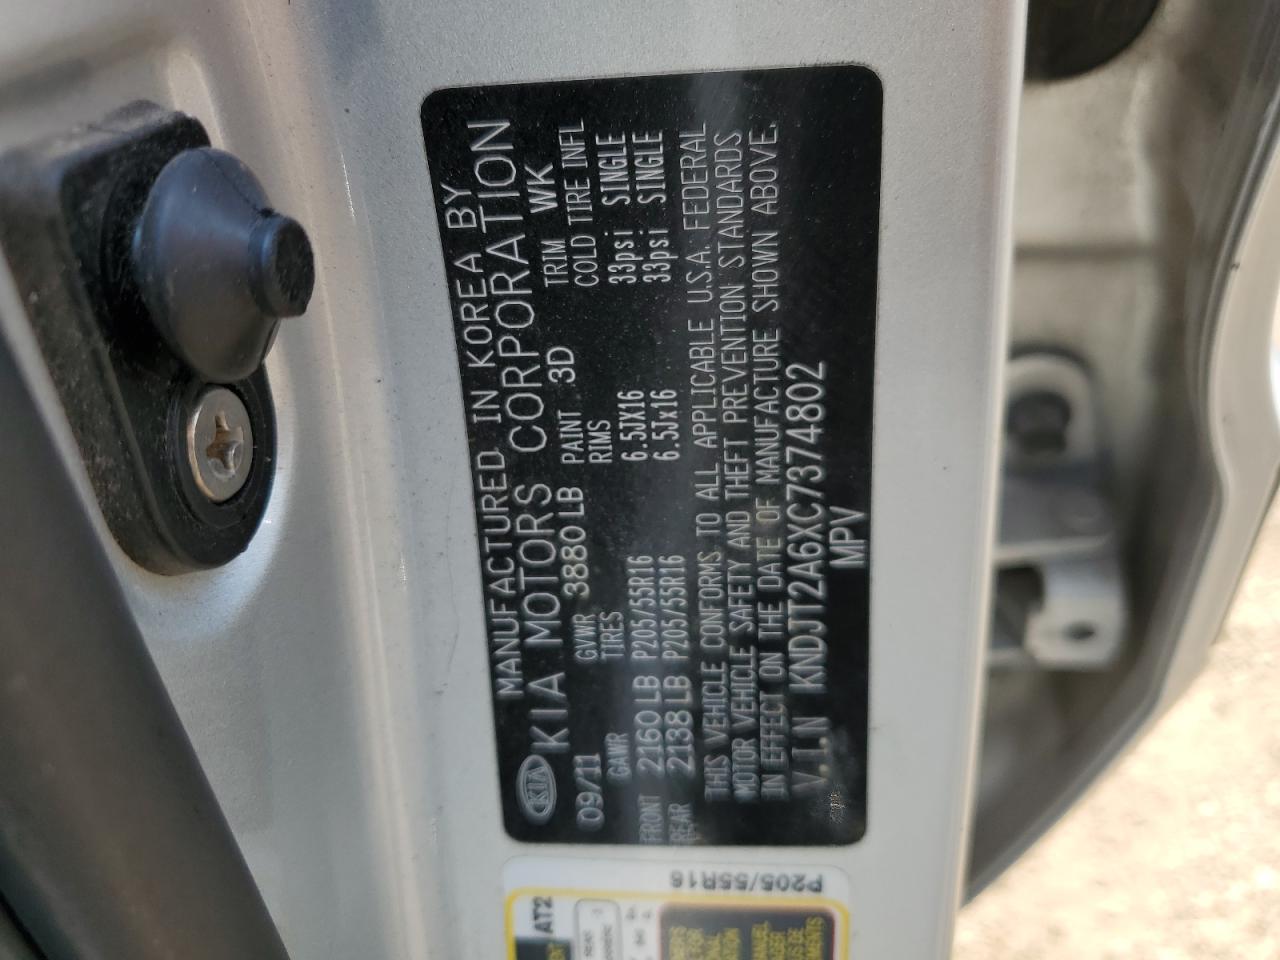 MANUFACTURED IN KOREA BY
KIA KIA MOTORS CORPORATION
09/11 GVWR 3880 LB PAINT 3D TRIM WK
GAWR TIRES RIMS COLD TIRE INFL
FRONT 2160 LB P205/55R16 6.5JX16 33psi SINGLE
REAR 2138 LB P205/55R16 6.5Jx16 33psi SINGLE
THIS VEHICLE CONFORMS TO ALL APPLICABLE U.S.A. FEDERAL
MOTOR VEHICLE SAFETY AND THEFT PREVENTION STANDARDS
IN EFFECT ON THE DATE OF MANUFACTURE SHOWN ABOVE.
V.I.N KNDJT2A6XC7374802
MPV
P205/55R16
AT2